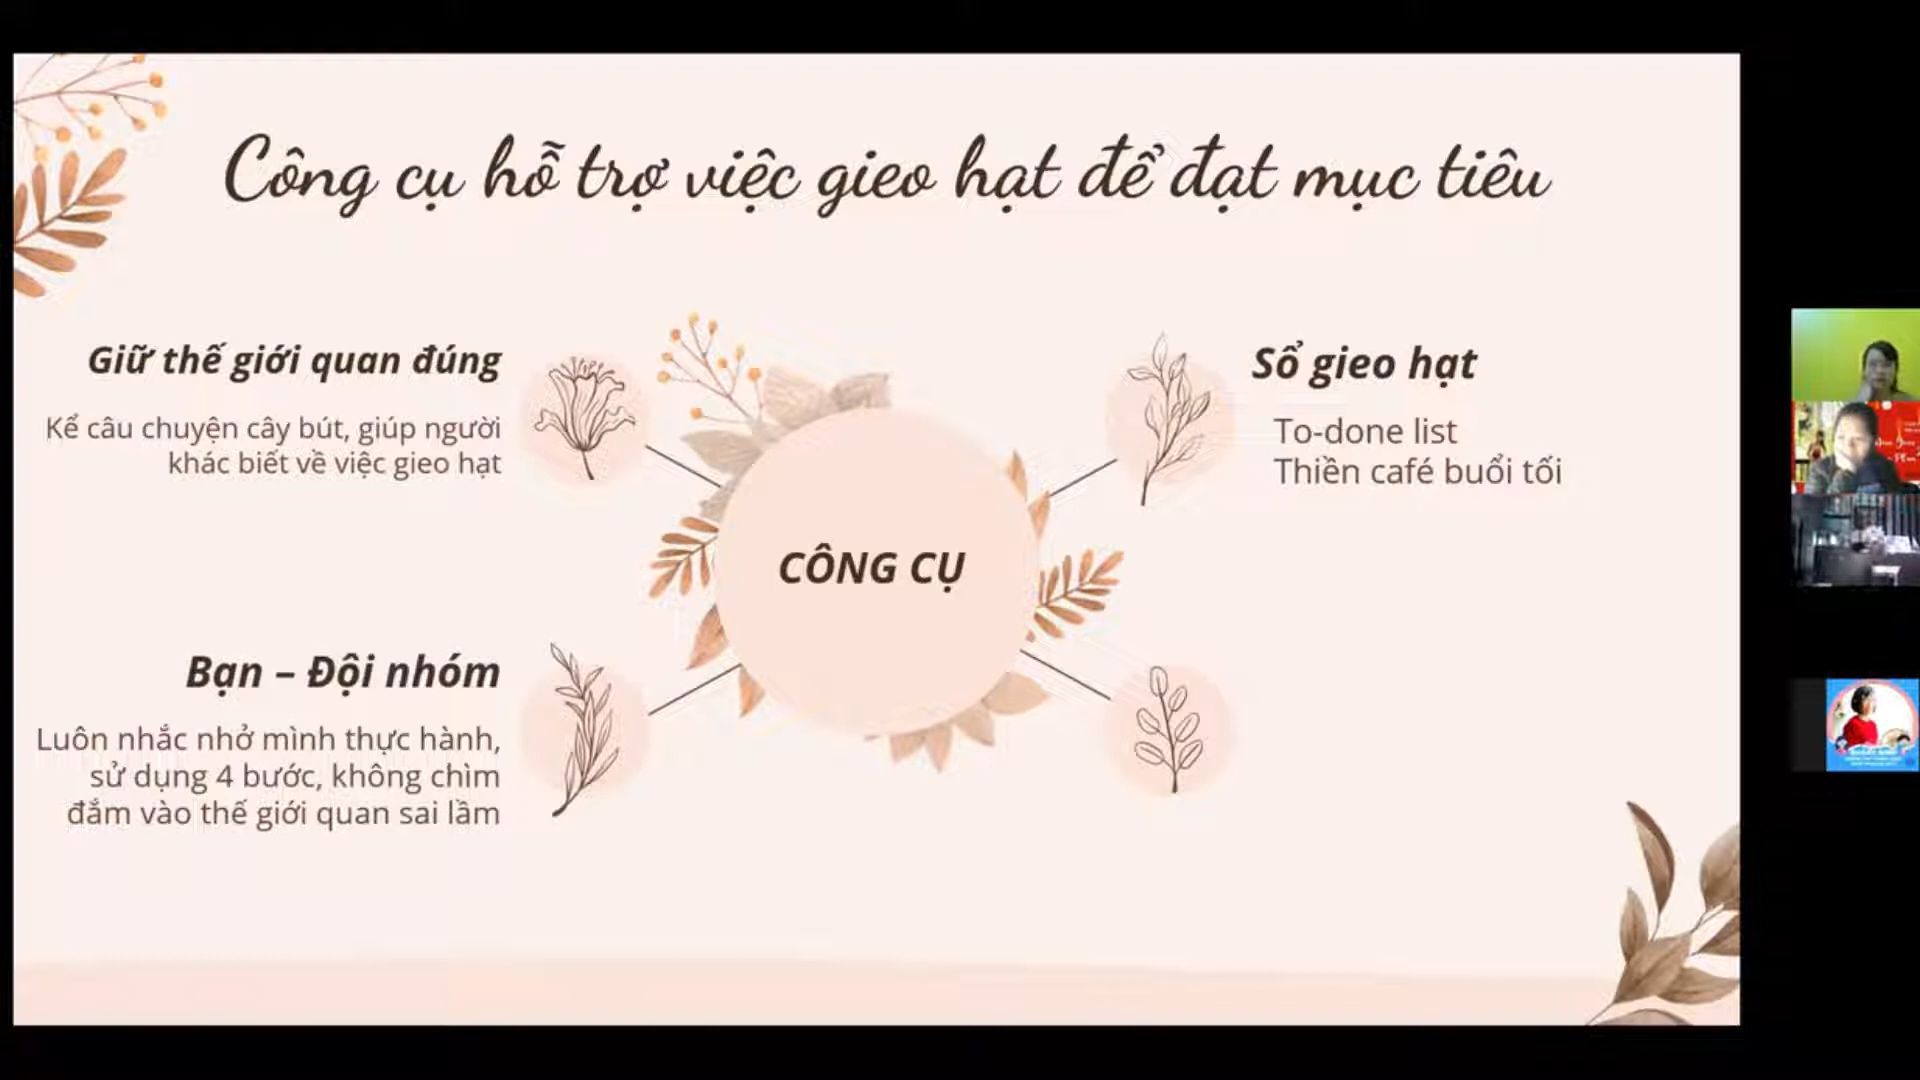 Công cụ hỗ trợ việc gieo hạt để đạt mục tiêu
Giữ thế giới quan đúng
Kể câu chuyện cây bút, giúp người
khác biết về việc gieo hạt
Sổ gieo hạt
To-done list
Thiền café buổi tối
CÔNG CỤ
Bạn – Đội nhóm
Luôn nhắc nhở mình thực hành,
sử dụng 4 bước, không chìm
đắm vào thế giới quan sai lầm